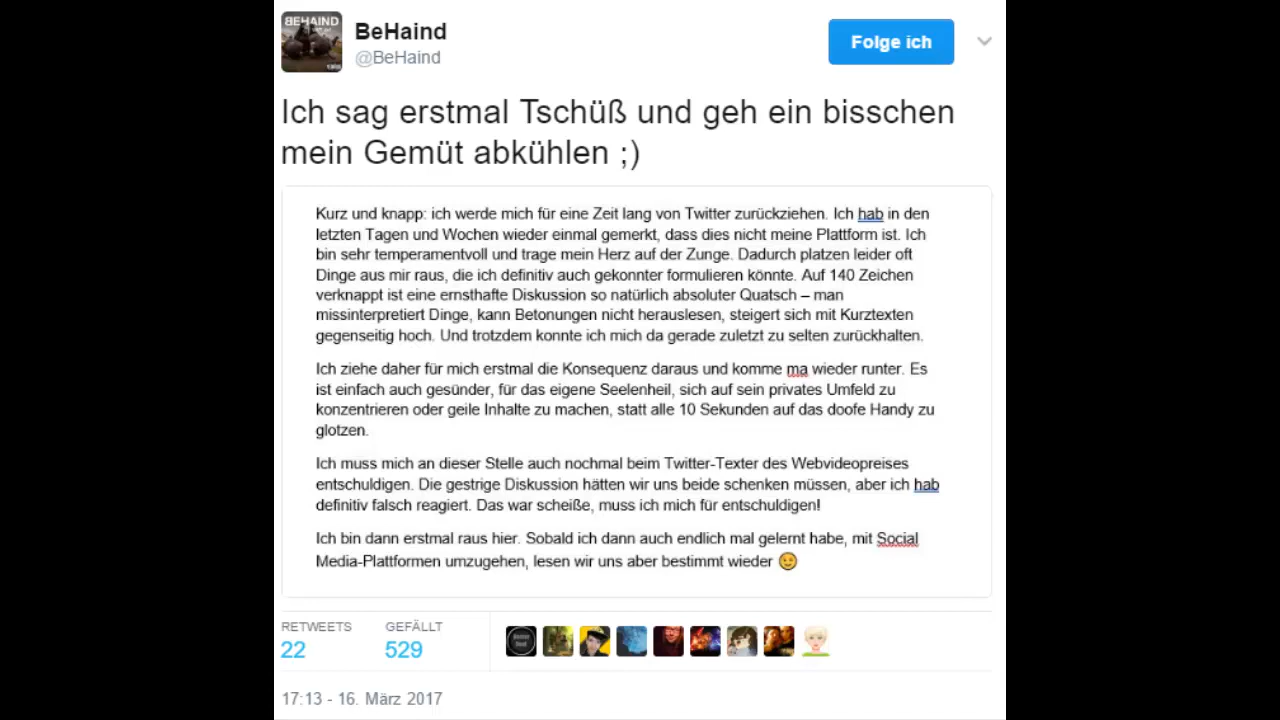 BEHAIND
BeHaind
@BeHaind
Folge ich
Ich sag erstmal Tschüß und geh ein bisschen
mein Gemüt abkühlen ;)
Kurz und knapp: ich werde mich für eine Zeit lang von Twitter zurückziehen. Ich hab in den
letzten Tagen und Wochen wieder einmal gemerkt, dass dies nicht meine Plattform ist. Ich
bin sehr temperamentvoll und trage mein Herz auf der Zunge. Dadurch platzen leider oft
Dinge aus mir raus, die ich definitiv auch gekonnter formulieren könnte. Auf 140 Zeichen
verknappt ist eine ernsthafte Diskussion so natürlich absoluter Quatsch – man
missinterpretiert Dinge, kann Betonungen nicht herauslesen, steigert sich mit Kurztexten
gegenseitig hoch. Und trotzdem konnte ich mich da gerade zuletzt zu selten zurückhalten.
Ich ziehe daher für mich erstmal die Konsequenz daraus und komme ma wieder runter. Es
ist einfach auch gesünder, für das eigene Seelenheil, sich auf sein privates Umfeld zu
konzentrieren oder geile Inhalte zu machen, statt alle 10 Sekunden auf das doofe Handy zu
glotzen.
Ich muss mich an dieser Stelle auch nochmal beim Twitter-Texter des Webvideopreises
entschuldigen. Die gestrige Diskussion hätten wir uns beide schenken müssen, aber ich hab
definitiv falsch reagiert. Das war scheiße, muss ich mich für entschuldigen!
Ich bin dann erstmal raus hier. Sobald ich dann auch endlich mal gelernt habe, mit Social
Media-Plattformen umzugehen, lesen wir uns aber bestimmt wieder 😉
RETWEETS GEFÄLLT
22 529
17:13 - 16. März 2017